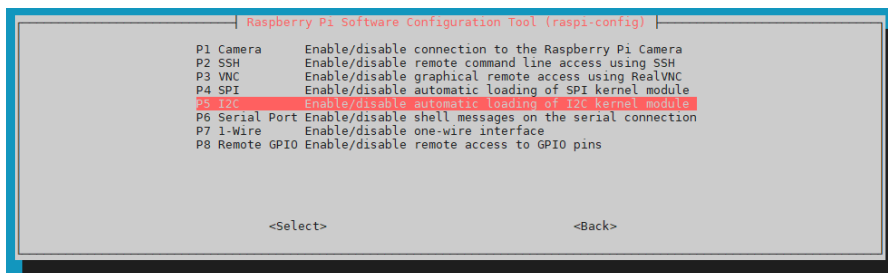 Raspberry Pi Software Configuration Tool (raspi-config)
P1 Camera Enable/disable connection to the Raspberry Pi Camera
P2 SSH Enable/disable remote command line access using SSH
P3 VNC Enable/disable graphical remote access using RealVNC
P4 SPI Enable/disable automatic loading of SPI kernel module
P5 I2C Enable/disable automatic loading of I2C kernel module
P6 Serial Port Enable/disable shell messages on the serial connection
P7 1-Wire Enable/disable one-wire interface
P8 Remote GPIO Enable/disable remote access to GPIO pins
<Select> <Back>